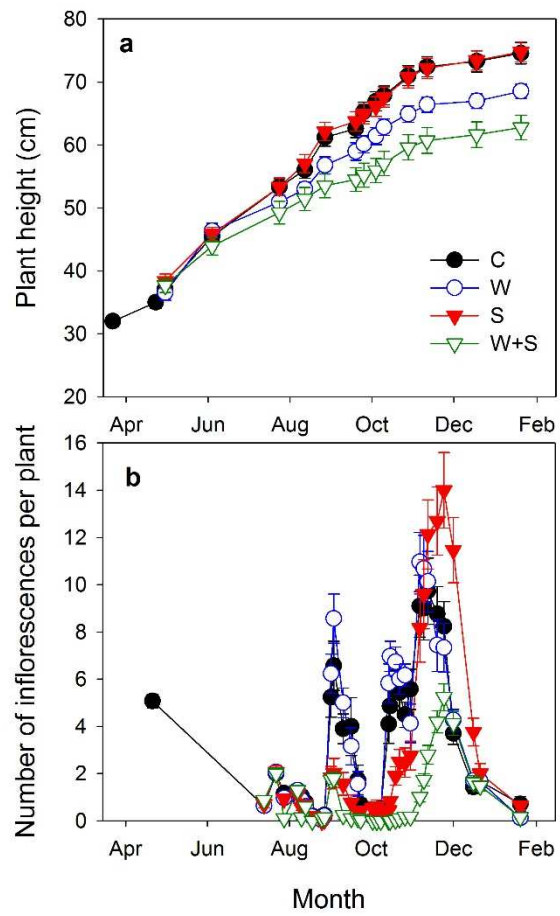 80
a
70
60
50
40
30
20
Plant height (cm)
C
W
S
W+S
Apr Jun Aug Oct Dec Feb
16
b
14
12
10
8
6
4
2
0
Number of inflorescences per plant
Apr Jun Aug Oct Dec Feb
Month